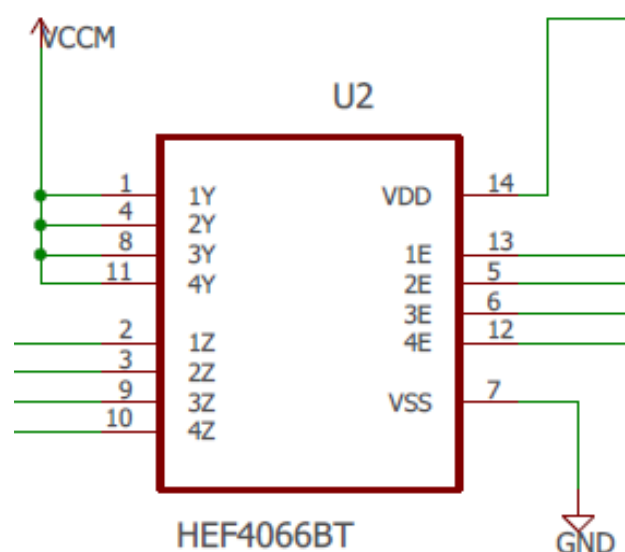 VCCM
U2
1 1Y VDD 14
4 2Y
8 3Y 1E 13
11 4Y 2E 5
3E 6
2 1Z 4E 12
3 2Z
9 3Z VSS 7
10 4Z
HEF4066BT
GND